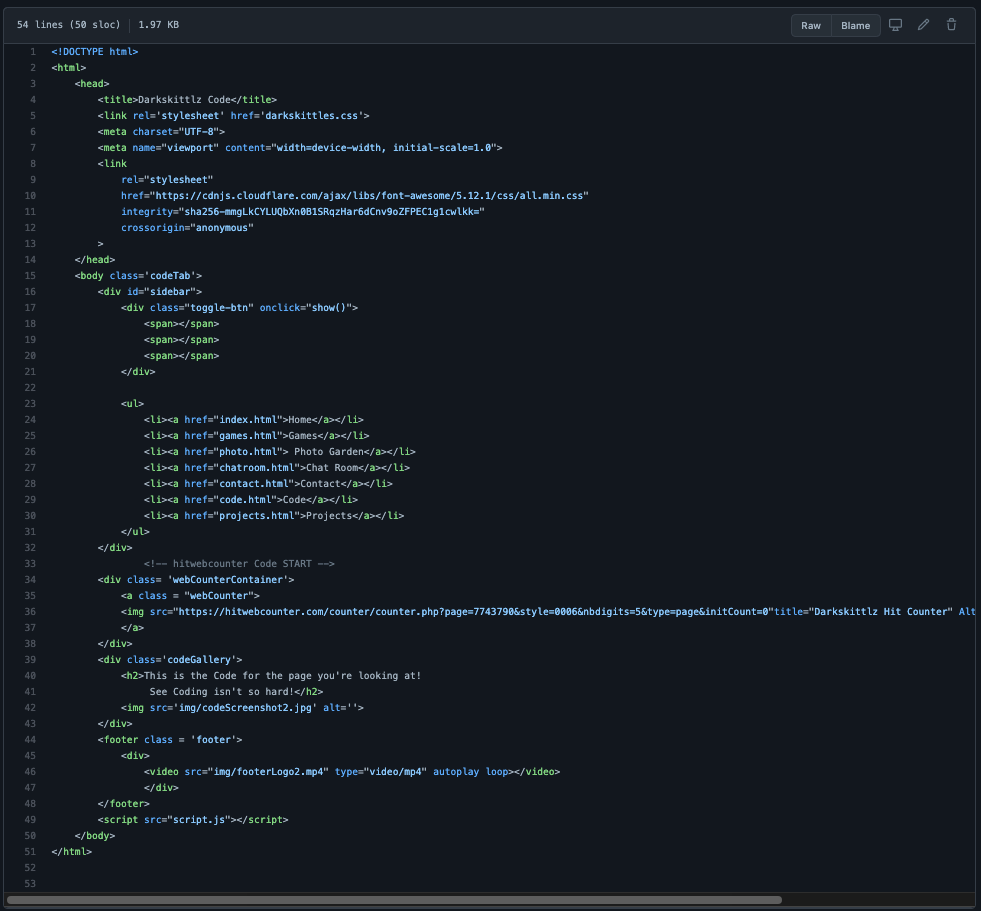 54 lines (50 sloc) | 1.97 KB
Raw Blame
1 <!DOCTYPE html>
2 <html>
3     <head>
4         <title>Darkskittlz Code</title>
5         <link rel='stylesheet' href='darkskittles.css'>
6         <meta charset="UTF-8">
7         <meta name="viewport" content="width=device-width, initial-scale=1.0">
8         <link
9             rel="stylesheet"
10             href="https://cdnjs.cloudflare.com/ajax/libs/font-awesome/5.12.1/css/all.min.css"
11             integrity="sha256-mmgLkCYLUQbXn0B1SRqzHar6dCnv9oZFPEC1g1cwlkk="
12             crossorigin="anonymous"
13         >
14     </head>
15     <body class='codeTab'>
16         <div id="sidebar">
17             <div class="toggle-btn" onclick="show()">
18                 <span></span>
19                 <span></span>
20                 <span></span>
21             </div>
22
23             <ul>
24                 <li><a href="index.html">Home</a></li>
25                 <li><a href="games.html">Games</a></li>
26                 <li><a href="photo.html"> Photo Garden</a></li>
27                 <li><a href="chatroom.html">Chat Room</a></li>
28                 <li><a href="contact.html">Contact</a></li>
29                 <li><a href="code.html">Code</a></li>
30                 <li><a href="projects.html">Projects</a></li>
31             </ul>
32         </div>
33                 <!-- hitwebcounter Code START -->
34         <div class= 'webCounterContainer'>
35             <a class = "webCounter">
36             <img src="https://hitwebcounter.com/counter/counter.php?page=7743790&style=0006&nbdigits=5&type=page&initCount=0"title="Darkskittlz Hit Counter" Alt
37             </a>
38         </div>
39         <div class='codeGallery'>
40             <h2>This is the Code for the page you're looking at!
41                  See Coding isn't so hard!</h2>
42             <img src='img/codeScreenshot2.jpg' alt=''>
43         </div>
44         <footer class = 'footer'>
45             <div>
46                 <video src="img/footerLogo2.mp4" type="video/mp4" autoplay loop></video>
47                 </div>
48         </footer>
49         <script src="script.js"></script>
50     </body>
51 </html>
52
53